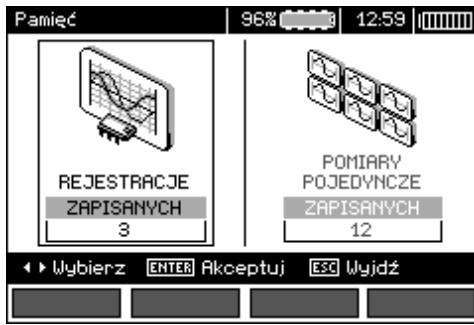 Pamięć 96% 12:59
REJESTRACJE
ZAPISANYCH
3
POMIARY
POJEDYNCZE
ZAPISANYCH
12
Wybierz ENTER Akceptuj ESC Wyjdź